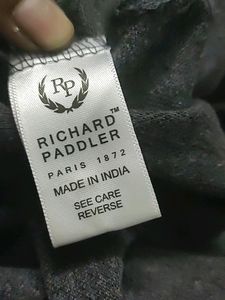 RP
RICHARD™
PADDLER
PARIS 1872
MADE IN INDIA
SEE CARE
REVERSE